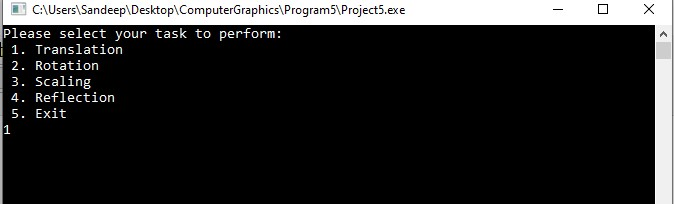 C:\Users\Sandeep\Desktop\ComputerGraphics\Program5\Project5.exe
Please select your task to perform:
1. Translation
2. Rotation
3. Scaling
4. Reflection
5. Exit
1